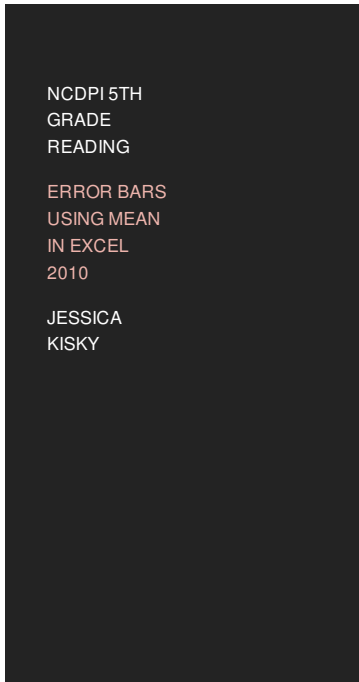 NCDPI 5TH
GRADE
READING
ERROR BARS
USING MEAN
IN EXCEL
2010
JESSICA
KISKY